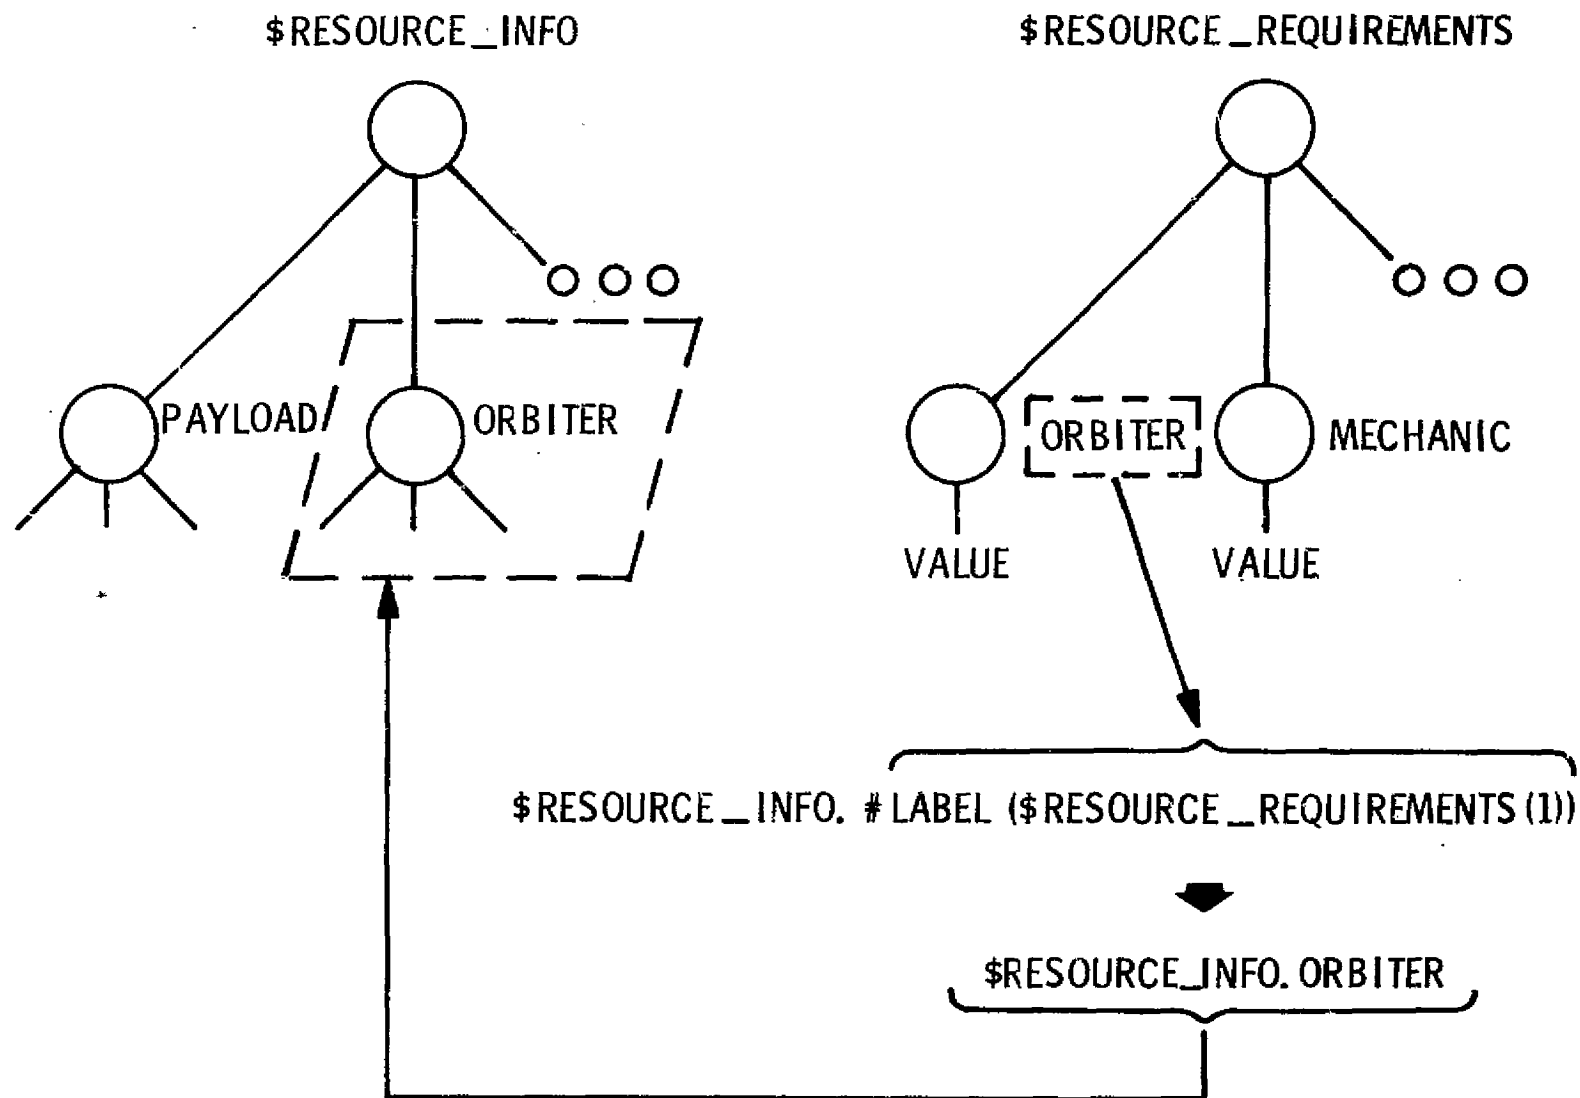 $RESOURCE_INFO
$RESOURCE_REQUIREMENTS
PAYLOAD
ORBITER
ORBITER
MECHANIC
VALUE
VALUE
$RESOURCE_INFO. #LABEL ($RESOURCE_REQUIREMENTS(1))
$RESOURCE_INFO. ORBITER